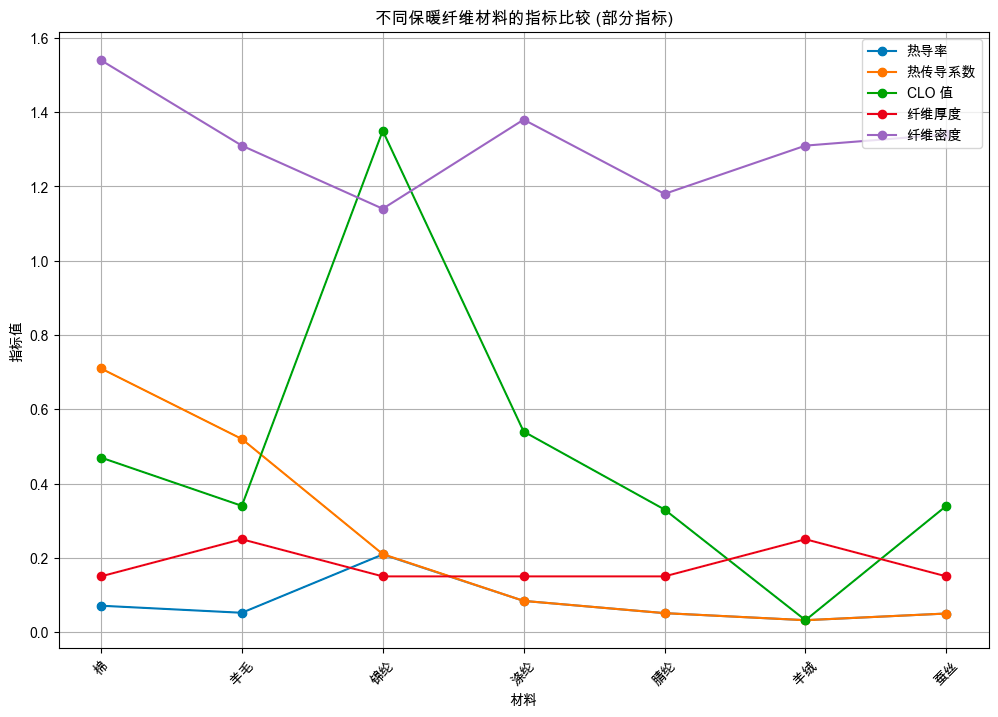 不同保暖纤维材料的指标比较 (部分指标)
热导率
热传导系数
CLO 值
纤维厚度
纤维密度
指标值
1.6
1.4
1.2
1.0
0.8
0.6
0.4
0.2
0.0
棉
羊毛
锦纶
涤纶
腈纶
羊绒
蚕丝
材料